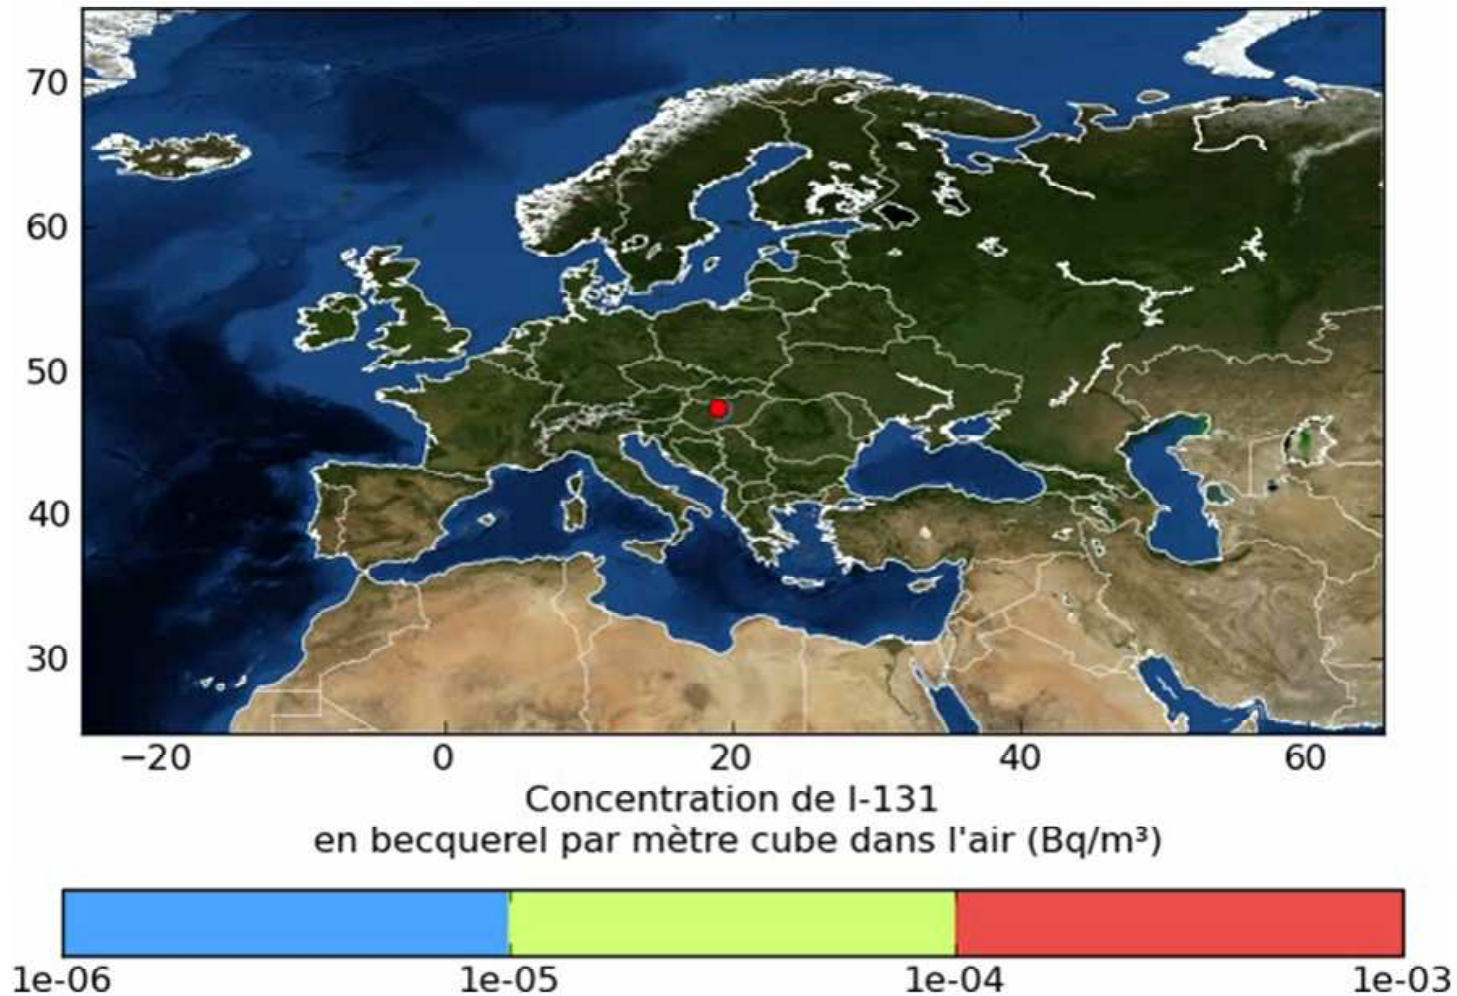 70
60
50
40
30
−20 0 20 40 60
Concentration de I-131
en becquerel par mètre cube dans l'air (Bq/m³)
1e-06 1e-05 1e-04 1e-03